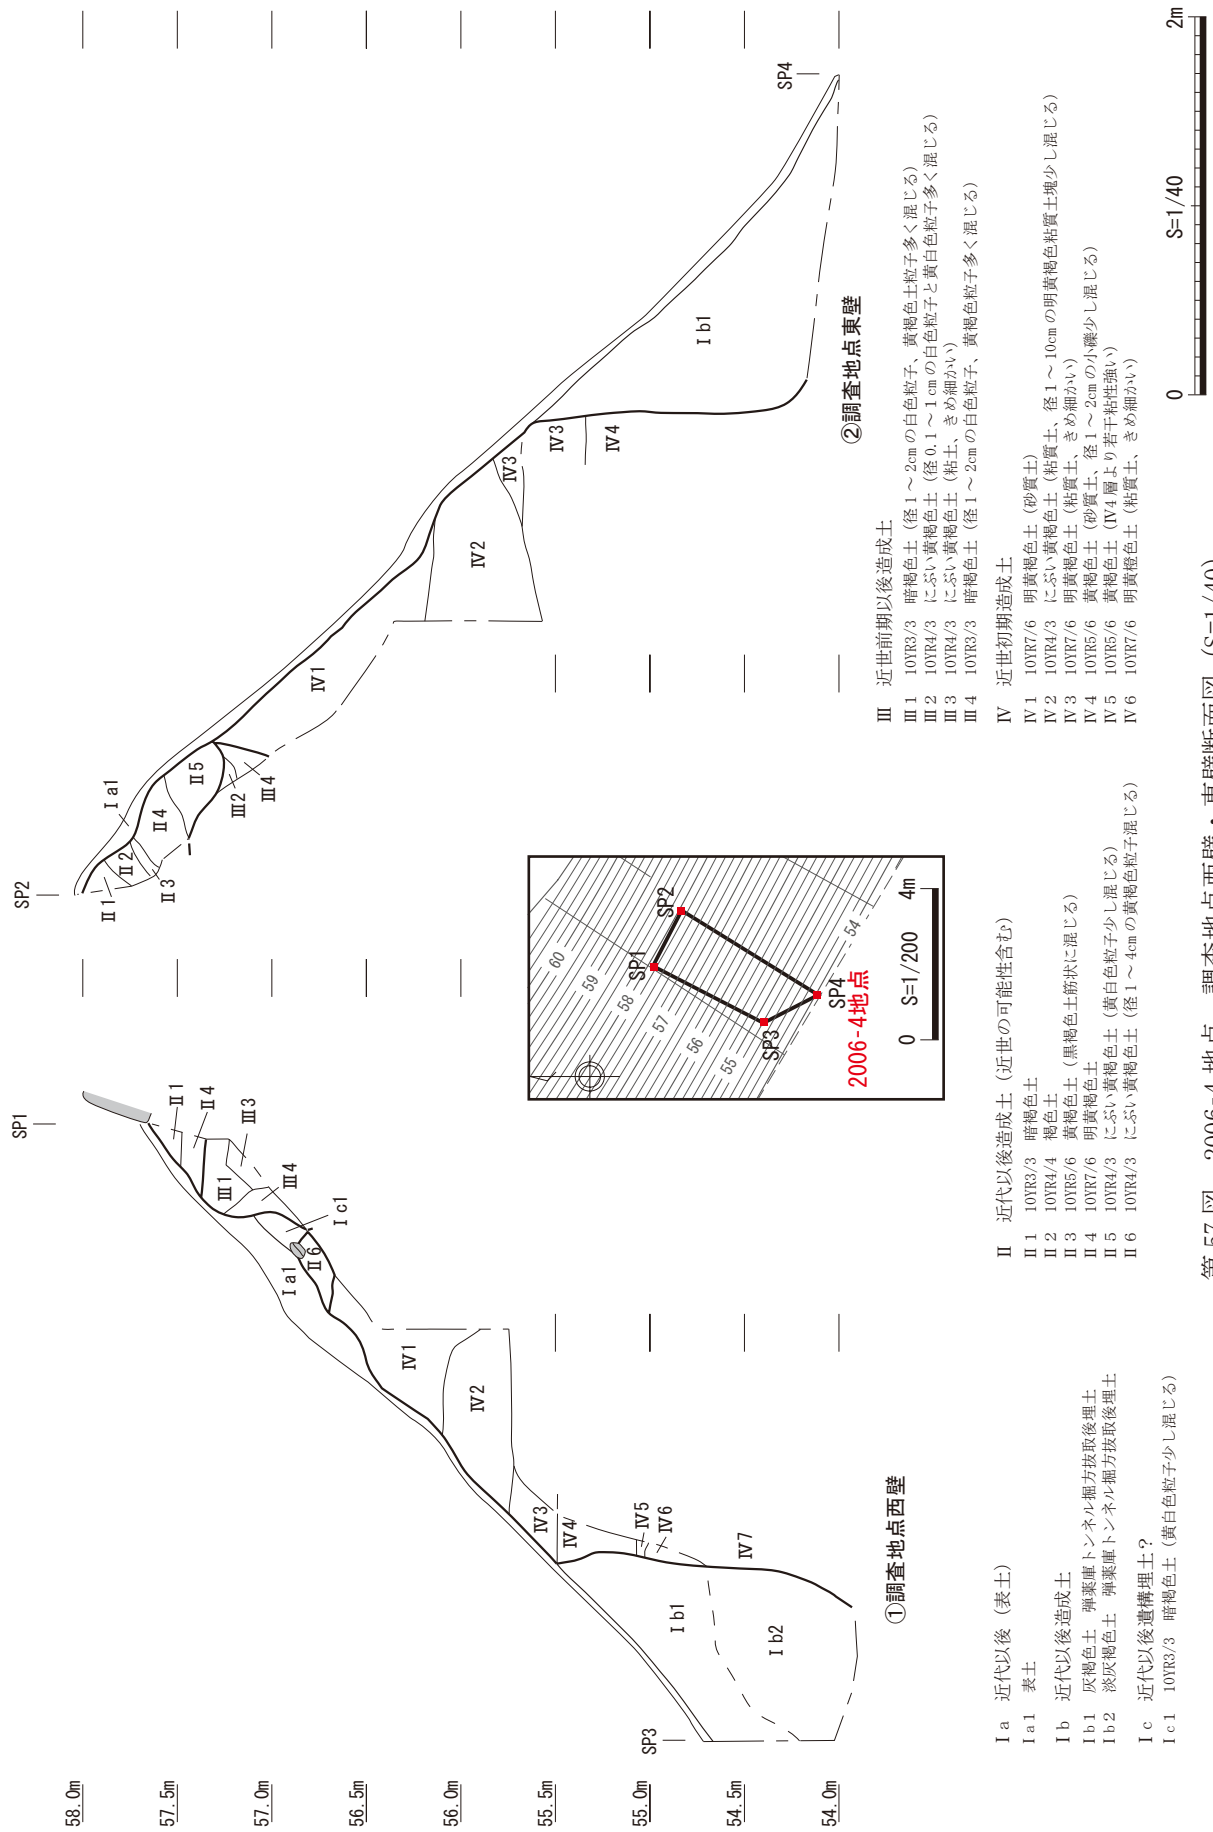 58.0m
57.5m
57.0m
56.5m
56.0m
55.5m
55.0m
54.5m
54.0m
SP3
SP1
Ⅰa1
Ⅱ1
Ⅱ4
Ⅲ1
Ⅲ3
Ⅲ4
Ⅰc1
Ⅱ6
Ⅳ1
Ⅳ2
Ⅳ3
Ⅳ4
Ⅳ5
Ⅳ6
Ⅳ7
Ⅰb1
Ⅰb2
①調査地点西壁
SP2
SP4
Ⅰa1
Ⅱ1
Ⅱ2
Ⅱ3
Ⅱ4
Ⅱ5
Ⅲ2
Ⅲ4
Ⅳ1
Ⅳ2
Ⅳ3
Ⅳ3
Ⅳ4
Ⅰb1
②調査地点東壁
60
59
58
57
56
55
54
SP1
SP2
SP3
SP4
2006-4地点
0 S=1/200 4m
Ⅰa 近代以後（表土）
Ⅰa1 表土
Ⅰb 近代以後造成土
Ⅰb1 灰褐色土 弾薬庫トンネル掘方抜取後埋土
Ⅰb2 淡灰褐色土 弾薬庫トンネル掘方抜取後埋土
Ⅰc 近代以後遺構埋土？
Ⅰc1 10YR3/3 暗褐色土（黄白色粒子少し混じる）
Ⅱ 近代以後造成土（近世の可能性含む）
Ⅱ1 10YR3/3 暗褐色土
Ⅱ2 10YR4/4 褐色土
Ⅱ3 10YR5/6 黄褐色土（黒褐色土筋状に混じる）
Ⅱ4 10YR7/6 明黄褐色土
Ⅱ5 10YR4/3 にぶい黄褐色土（黄白色粒子少し混じる）
Ⅱ6 10YR4/3 にぶい黄褐色土（径1～4cmの黄褐色粒子混じる）
Ⅲ 近世前期以後造成土
Ⅲ1 10YR3/3 暗褐色土（径1～2cmの白色粒子、黄褐色土粒子多く混じる）
Ⅲ2 10YR4/3 にぶい黄褐色土（径0.1～1cmの白色粒子と黄白色粒子多く混じる）
Ⅲ3 10YR4/3 にぶい黄褐色土（粘土、きめ細かい）
Ⅲ4 10YR3/3 暗褐色土（径1～2cmの白色粒子、黄褐色粒子多く混じる）
Ⅳ 近世初期造成土
Ⅳ1 10YR7/6 明黄褐色土（砂質土）
Ⅳ2 10YR4/3 にぶい黄褐色土（粘質土、径1～10cmの明黄褐色粘質土塊少し混じる）
Ⅳ3 10YR7/6 明黄褐色土（粘質土、きめ細かい）
Ⅳ4 10YR5/6 黄褐色土（砂質土、径1～2cmの小礫少し混じる）
Ⅳ5 10YR5/6 黄褐色土（Ⅳ4層より若干粘性強い）
Ⅳ6 10YR7/6 明黄橙色土（粘質土、きめ細かい）
0 S=1/40 2m
第57図 2006-4地点 調査地点西壁・東壁断面図（S=1/40）